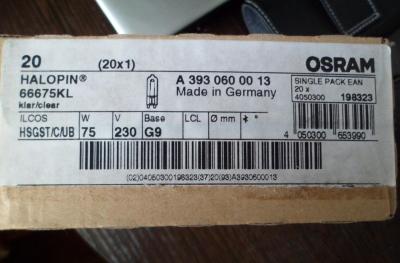 20 (20x1)
OSRAM
HALOPIN®
66675KL
klar/clear
A 393 060 00 13
Made in Germany
SINGLE PACK EAN
20 x
4050300 198323
ILCOS W V Base LCL Ø mm
HSGST/C/UB 75 230 G9
4 050300 653990
(02)04050300198323(37)20(93)A3930600013